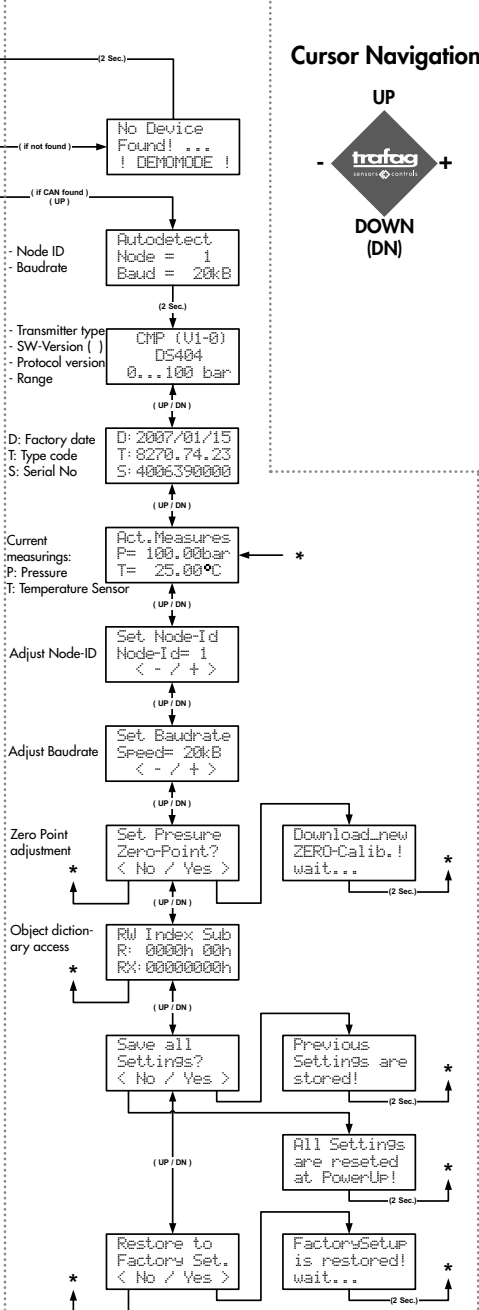 Cursor Navigation
UP
- trafag +
sensors controls
DOWN
(DN)
(2 Sec.)
No Device
Found! ...
! DEMOMODE !
( if not found )
( if CAN found )
( UP )
- Node ID
- Baudrate
Autodetect
Node = 1
Baud = 20kB
(2 Sec.)
- Transmitter type
- SW-Version ( )
- Protocol version
- Range
CMP (V1-0)
DS404
0...100 bar
( UP / DN )
D: Factory date
T: Type code
S: Serial No
D:2007/01/15
T:8270.74.23
S:4006390000
( UP / DN )
Current
measurings:
P: Pressure
T: Temperature Sensor
Act.Measures
P= 100.00bar
T= 25.00°C
*
( UP / DN )
Adjust Node-ID
Set Node-Id
Node-Id= 1
< - / + >
( UP / DN )
Adjust Baudrate
Set Baudrate
Speed= 20kB
< - / + >
( UP / DN )
Zero Point
adjustment
*
Set Presure
Zero-Point?
< No / Yes >
Download_new
ZERO-Calib.!
wait...
*
(2 Sec.)
( UP / DN )
Object diction-
ary access
*
RW Index Sub
R: 0000h 00h
RX:00000000h
( UP / DN )
Save all
Settings?
< No / Yes >
Previous
Settings are
stored!
*
(2 Sec.)
All Settings
are reseted
at PowerUp!
*
(2 Sec.)
( UP / DN )
Restore to
Factory Set.
< No / Yes >
*
FactorySetup
is restored!
wait...
*
(2 Sec.)